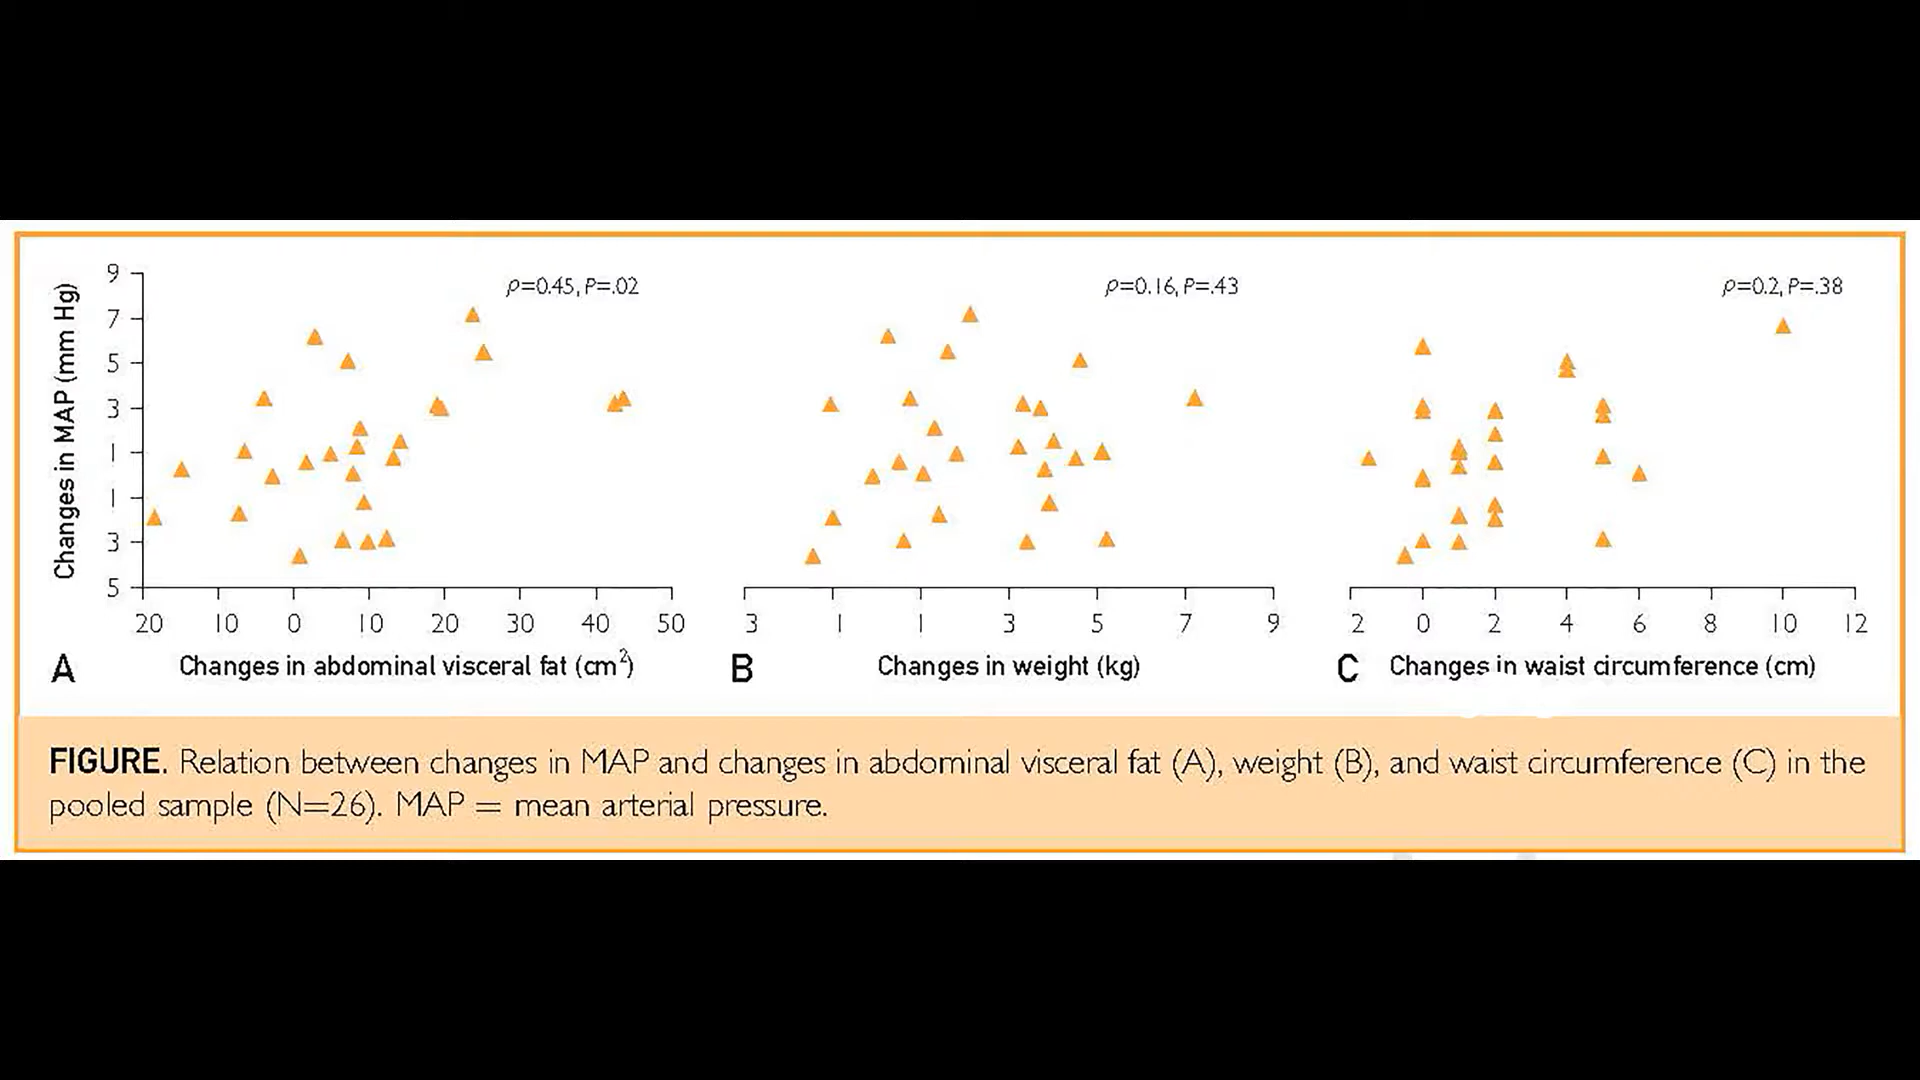 Changes in MAP (mm Hg)
9
7
5
3
1
1
3
5
ρ=0.45, P=.02
20 10 0 10 20 30 40 50
A Changes in abdominal visceral fat (cm²)
ρ=0.16, P=.43
3 1 1 3 5 7 9
B Changes in weight (kg)
ρ=0.2, P=.38
2 0 2 4 6 8 10 12
C Changes in waist circumference (cm)
FIGURE. Relation between changes in MAP and changes in abdominal visceral fat (A), weight (B), and waist circumference (C) in the
pooled sample (N=26). MAP = mean arterial pressure.